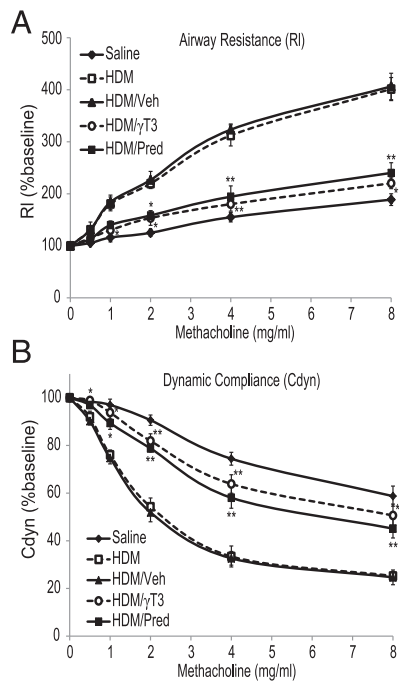 A
Airway Resistance (RI)
500
400
300
200
100
0
RI (%baseline)
Saline
HDM
HDM/Veh
HDM/γT3
HDM/Pred
** 
** 
* 
* 
* 
** 
* 
0 1 2 3 4 5 6 7 8
Methacholine (mg/ml)
B
Dynamic Compliance (Cdyn)
100
80
60
40
20
0
Cdyn (%baseline)
* 
* 
** 
* 
** 
** 
** 
** 
** 
Saline
HDM
HDM/Veh
HDM/γT3
HDM/Pred
0 1 2 3 4 5 6 7 8
Methacholine (mg/ml)